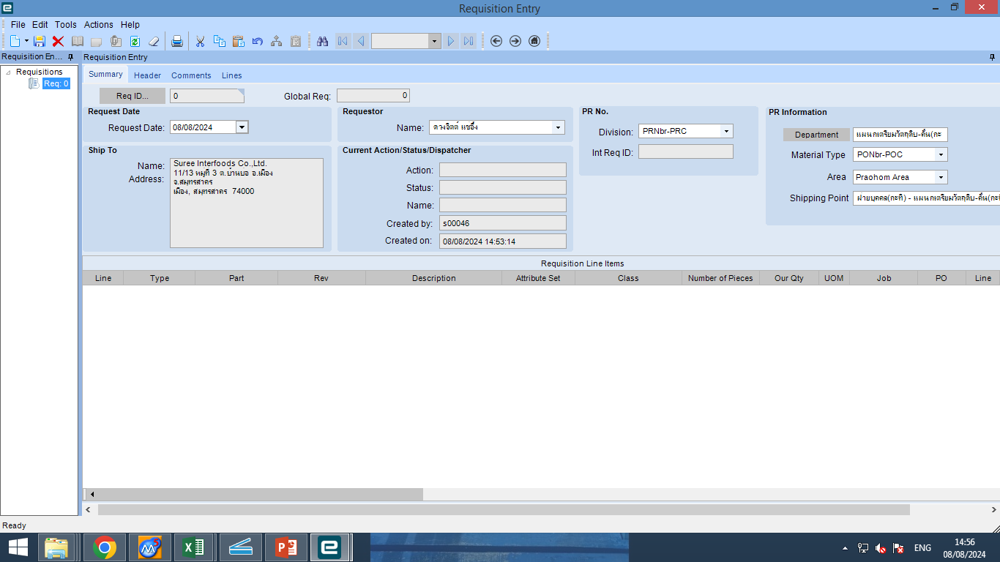 Requisition Entry
File Edit Tools Actions Help
Requisition En...
Requisition Entry
Requisitions
Req: 0
Summary Header Comments Lines
Req ID... 0 Global Req: 0
Request Date
Request Date: 08/08/2024
Requestor
Name: ดวงจิตต์ แซ่อึ้ง
PR No.
Division: PRNbr-PRC
Int Req ID:
PR Information
Department แผนกเตรียมวัตถุดิบ-คั้น(กะ
Material Type PONbr-POC
Area Praohom Area
Shipping Point ฝ่ายบุคคล(กะทิ) - แผนกเตรียมวัตถุดิบ-คั้น(กะทิ
Ship To
Name: Suree Interfoods Co.,Ltd.
Address: 11/13 หมู่ที่ 3 ต.บ้านบ่อ อ.เมือง
จ.สมุทรสาคร
เมือง, สมุทรสาคร 74000
Current Action/Status/Dispatcher
Action:
Status:
Name:
Created by: s00046
Created on: 08/08/2024 14:53:14
Requisition Line Items
Line Type Part Rev Description Attribute Set Class Number of Pieces Our Qty UOM Job PO Line
Ready
ENG
14:56
08/08/2024